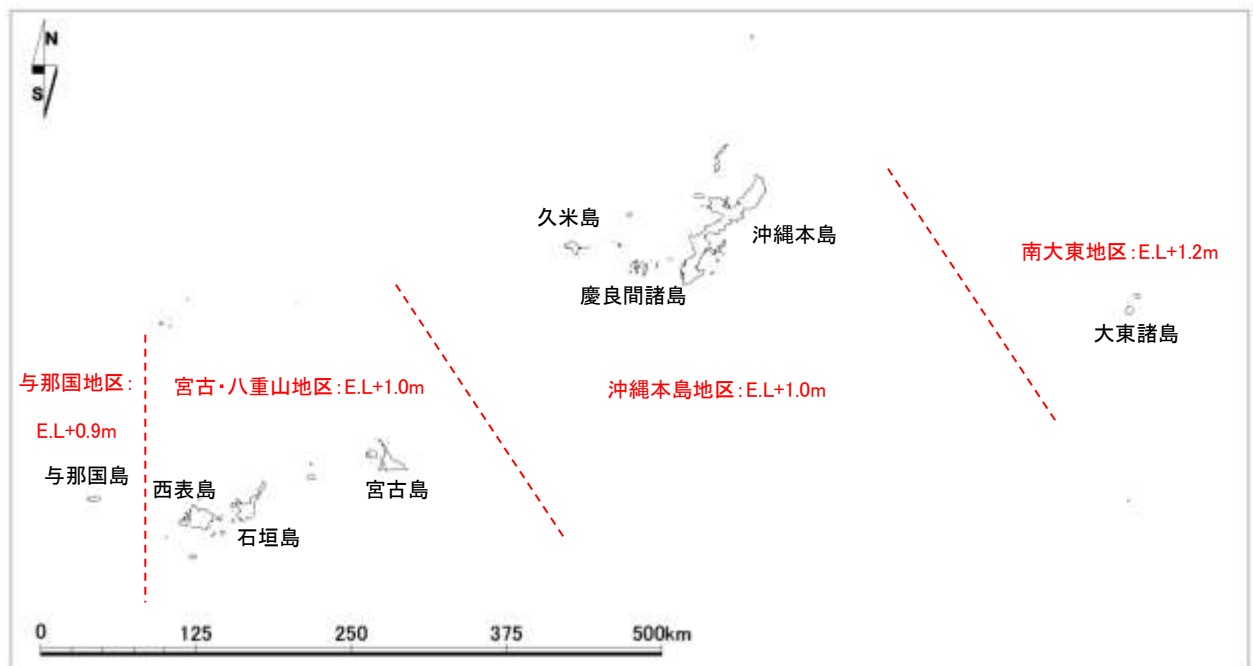 N
S
久米島
沖縄本島
南大東地区:E.L+1.2m
慶良間諸島
大東諸島
与那国地区:
E.L+0.9m
宮古・八重山地区:E.L+1.0m
沖縄本島地区:E.L+1.0m
与那国島
西表島
石垣島
宮古島
0 125 250 375 500km